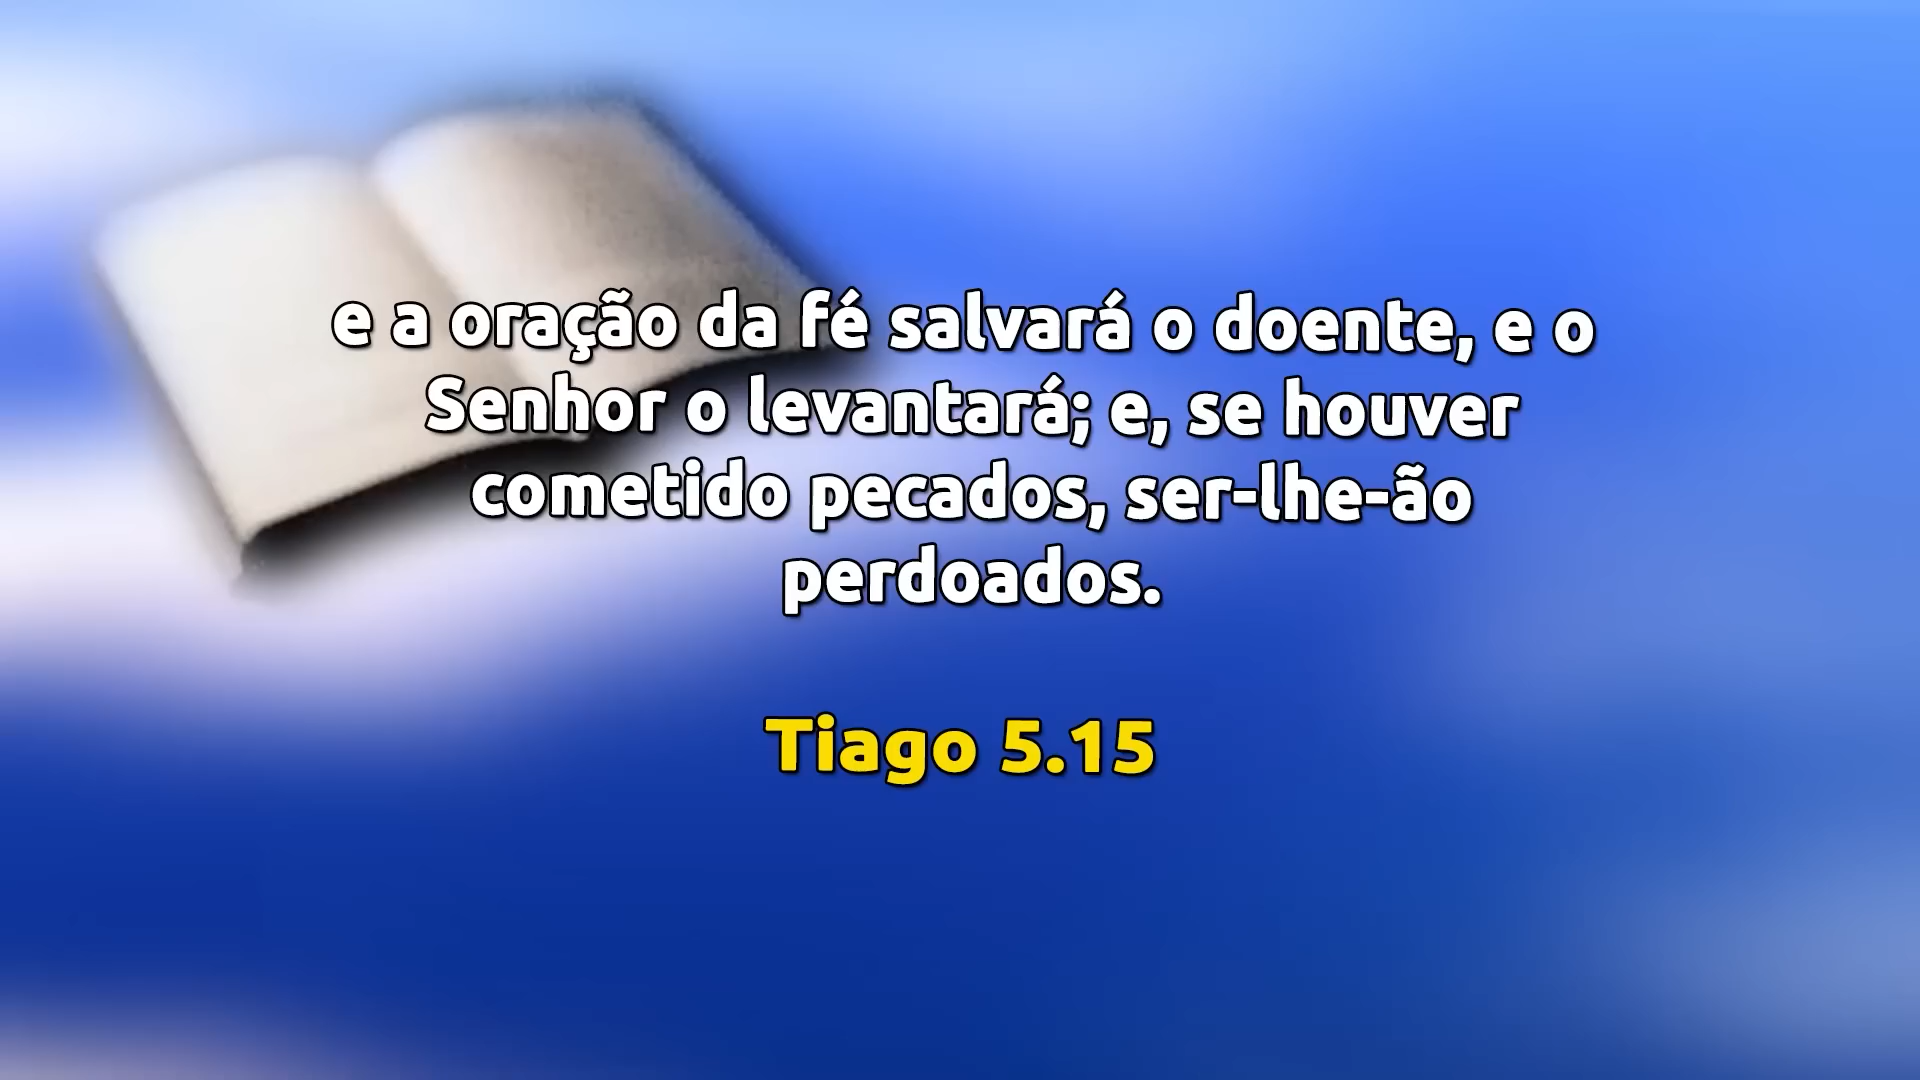 e a oração da fé salvará o doente, e o
Senhor o levantará; e, se houver
cometido pecados, ser-lhe-ão
perdoados.
Tiago 5.15